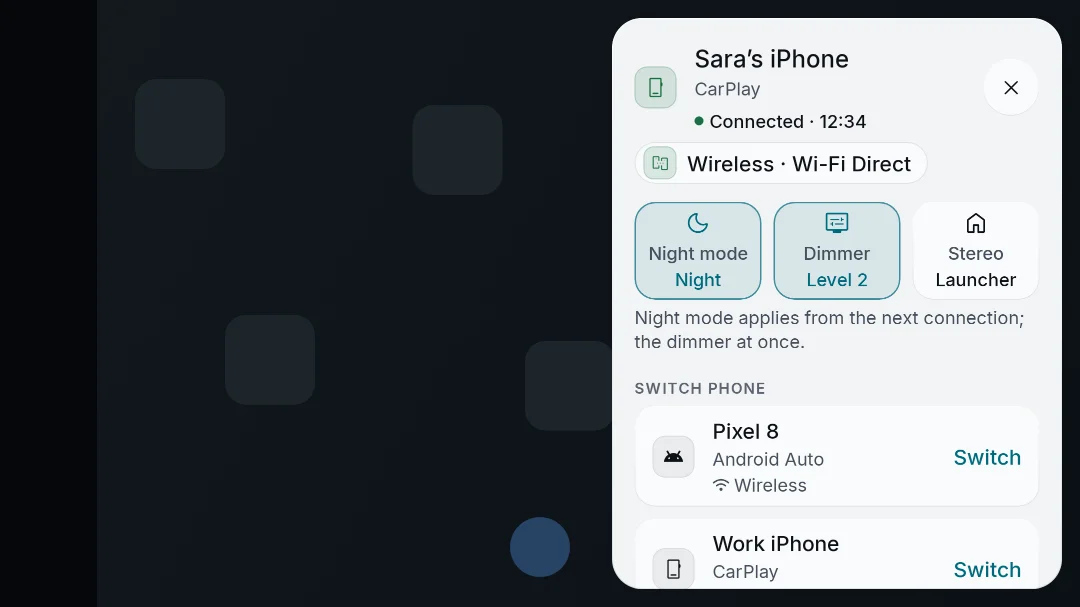 Sara’s iPhone
CarPlay
Connected · 12:34
Wireless · Wi-Fi Direct
Night mode
Night
Dimmer
Level 2
Stereo
Launcher
Night mode applies from the next connection;
the dimmer at once.
SWITCH PHONE
Pixel 8
Android Auto
Wireless
Switch
Work iPhone
CarPlay
Switch